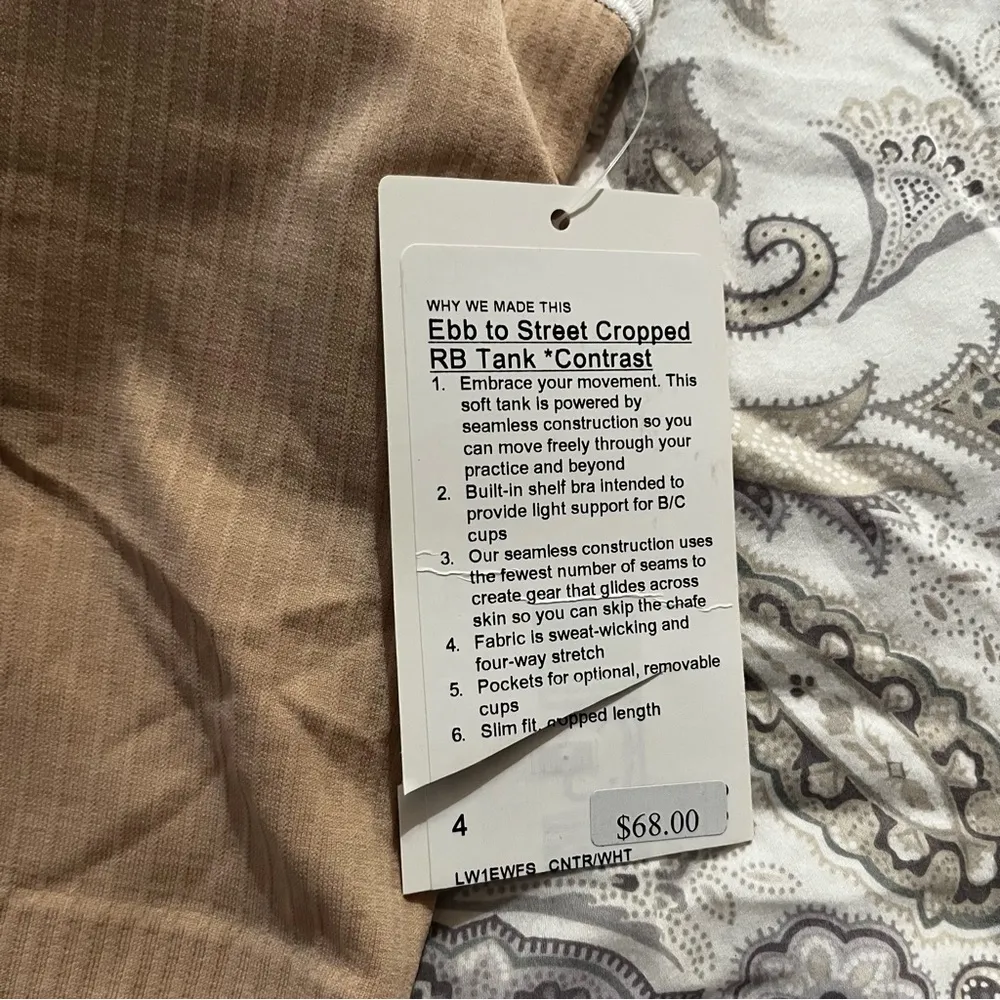 WHY WE MADE THIS
Ebb to Street Cropped
RB Tank *Contrast
1. Embrace your movement. This
soft tank is powered by
seamless construction so you
can move freely through your
practice and beyond
2. Built-in shelf bra intended to
provide light support for B/C
cups
3. Our seamless construction uses
the fewest number of seams to
create gear that glides across
skin so you can skip the chafe
4. Fabric is sweat-wicking and
four-way stretch
5. Pockets for optional, removable
cups
6. Slim fit, cropped length
4
$68.00
LW1EWFS CNTR/WHT